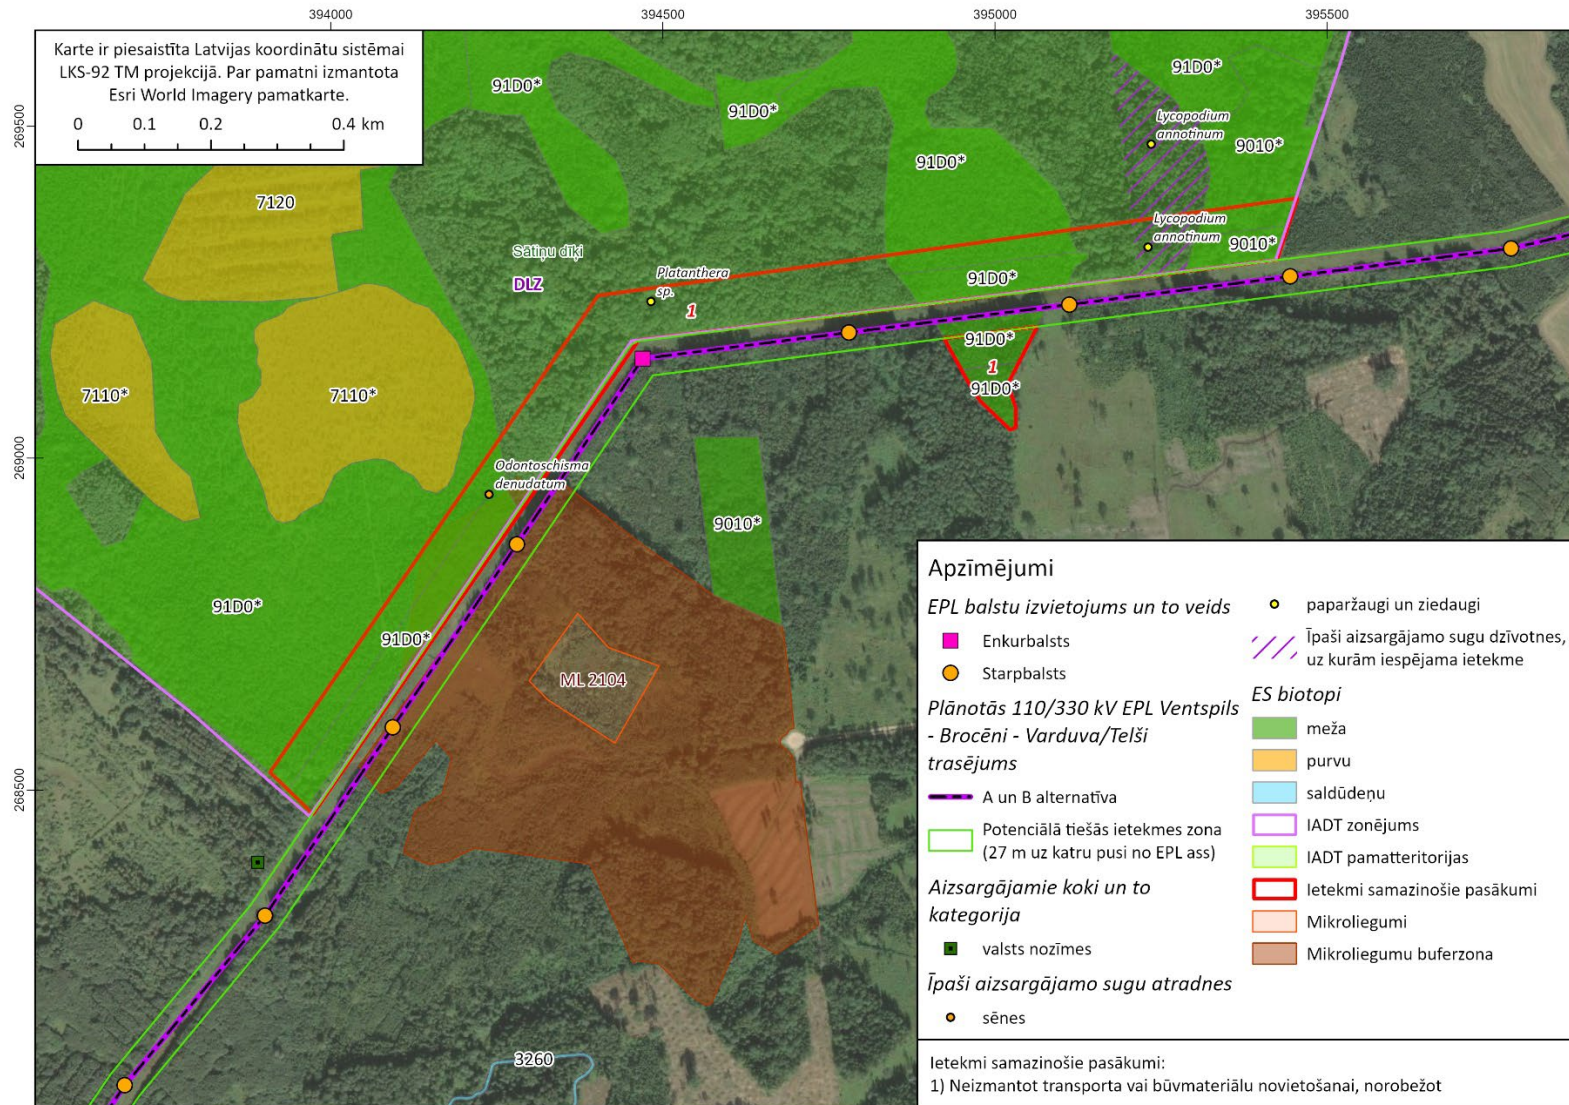 394000
394500
395000
395500
Karte ir piesaistīta Latvijas koordinātu sistēmai
LKS-92 TM projekcijā. Par pamatni izmantota
Esri World Imagery pamatkarte.
0 0.1 0.2 0.4 km
269500
269000
268500
91D0*
91D0*
91D0*
91D0*
Lycopodium
annotinum
9010*
7120
Lycopodium
annotinum
9010*
Sātiņu dīķi
DLZ
Platanthera
sp.
1
91D0*
91D0*
1
91D0*
7110*
7110*
Odontoschisma
denudatum
9010*
91D0*
91D0*
ML 2104
3260
Apzīmējumi
EPL balstu izvietojums un to veids
Enkurbalsts
Starpbalsts
Plānotās 110/330 kV EPL Ventspils
- Brocēni - Varduva/Telši
trasējums
A un B alternatīva
Potenciālā tiešās ietekmes zona
(27 m uz katru pusi no EPL ass)
Aizsargājamie koki un to
kategorija
valsts nozīmes
Īpaši aizsargājamo sugu atradnes
sēnes
paparžaugi un ziedaugi
Īpaši aizsargājamo sugu dzīvotnes,
uz kurām iespējama ietekme
ES biotopi
meža
purvu
saldūdeņu
IADT zonējums
IADT pamatteritorijas
Ietekmi samazinošie pasākumi
Mikroliegumi
Mikroliegumu buferzona
Ietekmi samazinošie pasākumi:
1) Neizmantot transporta vai būvmateriālu novietošanai, norobežot